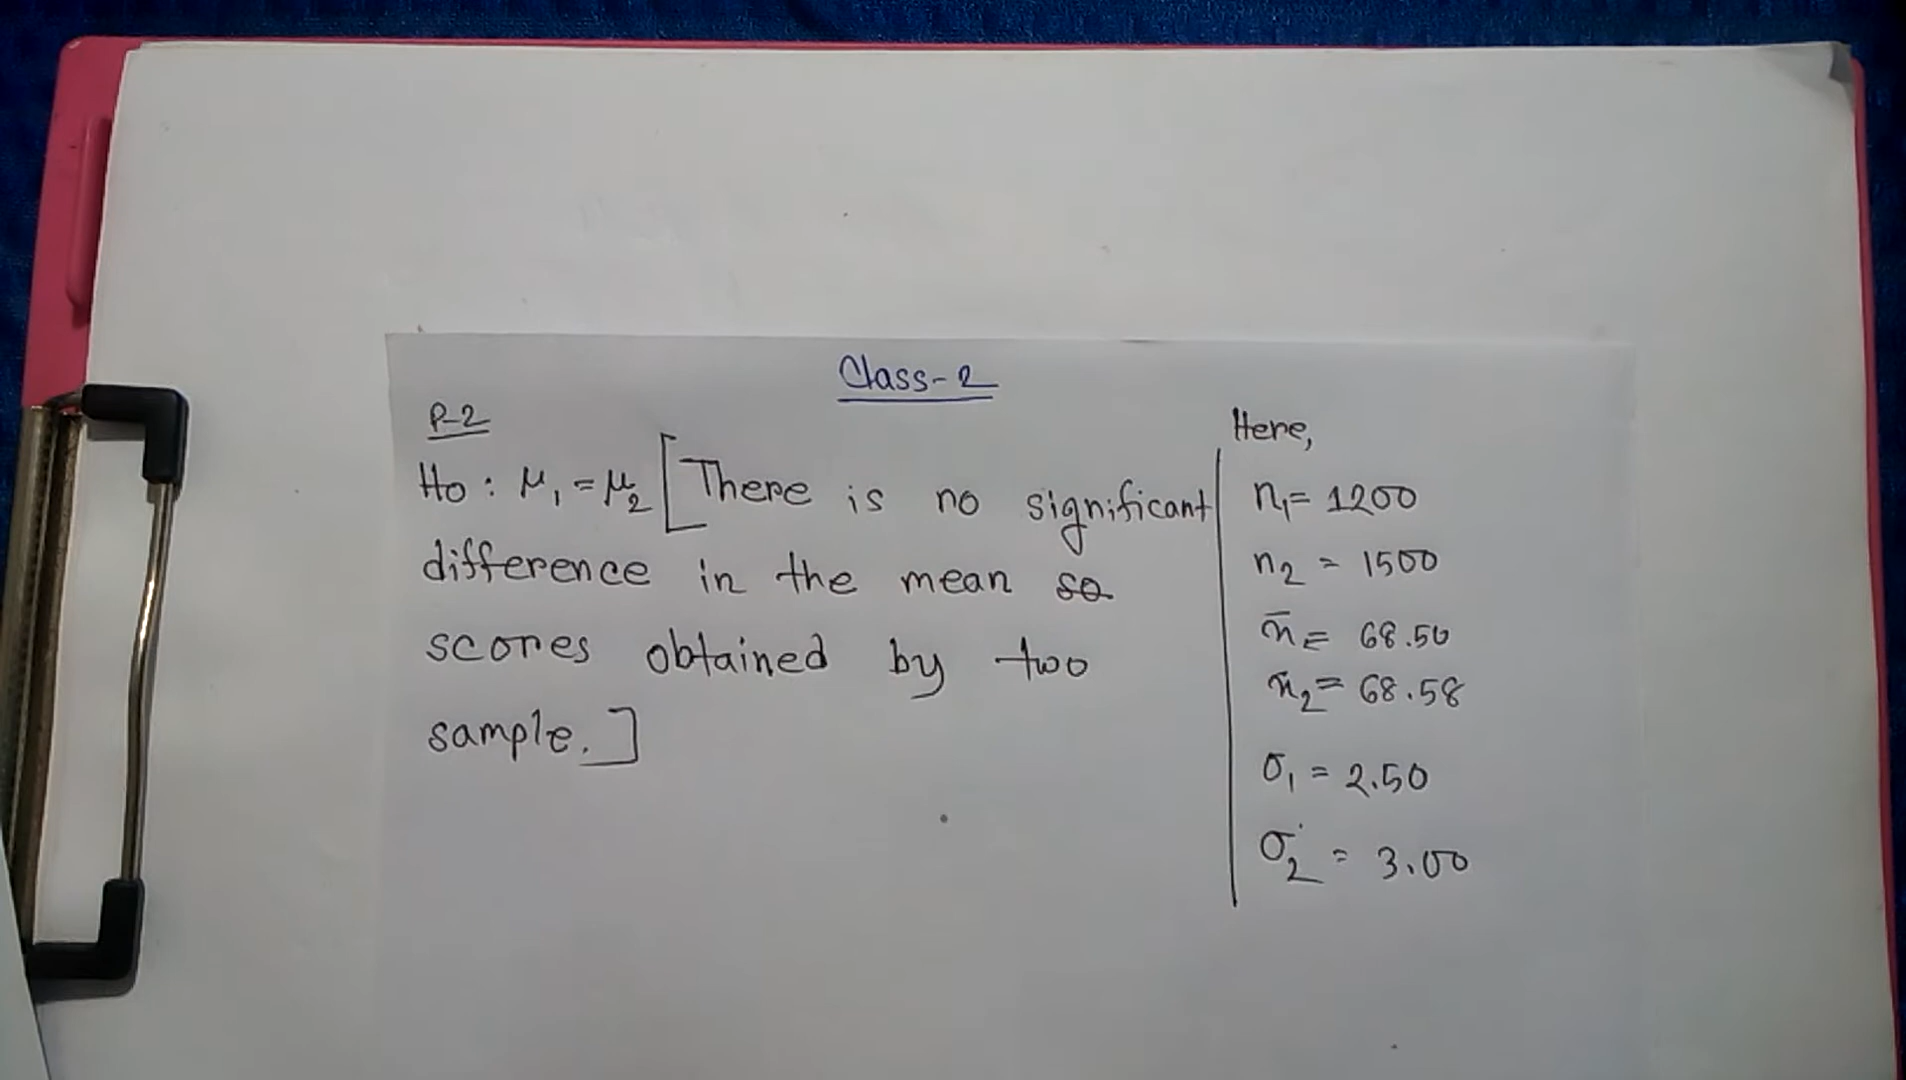 Class-2
P-2
Ho: μ₁ = μ₂ [There is no significant
difference in the mean so
scores obtained by two
sample.]
Here,
n₁= 1200
n₂ = 1500
x̄ = 68.50
x̄₂ = 68.58
σ₁ = 2.50
σ₂ = 3.00